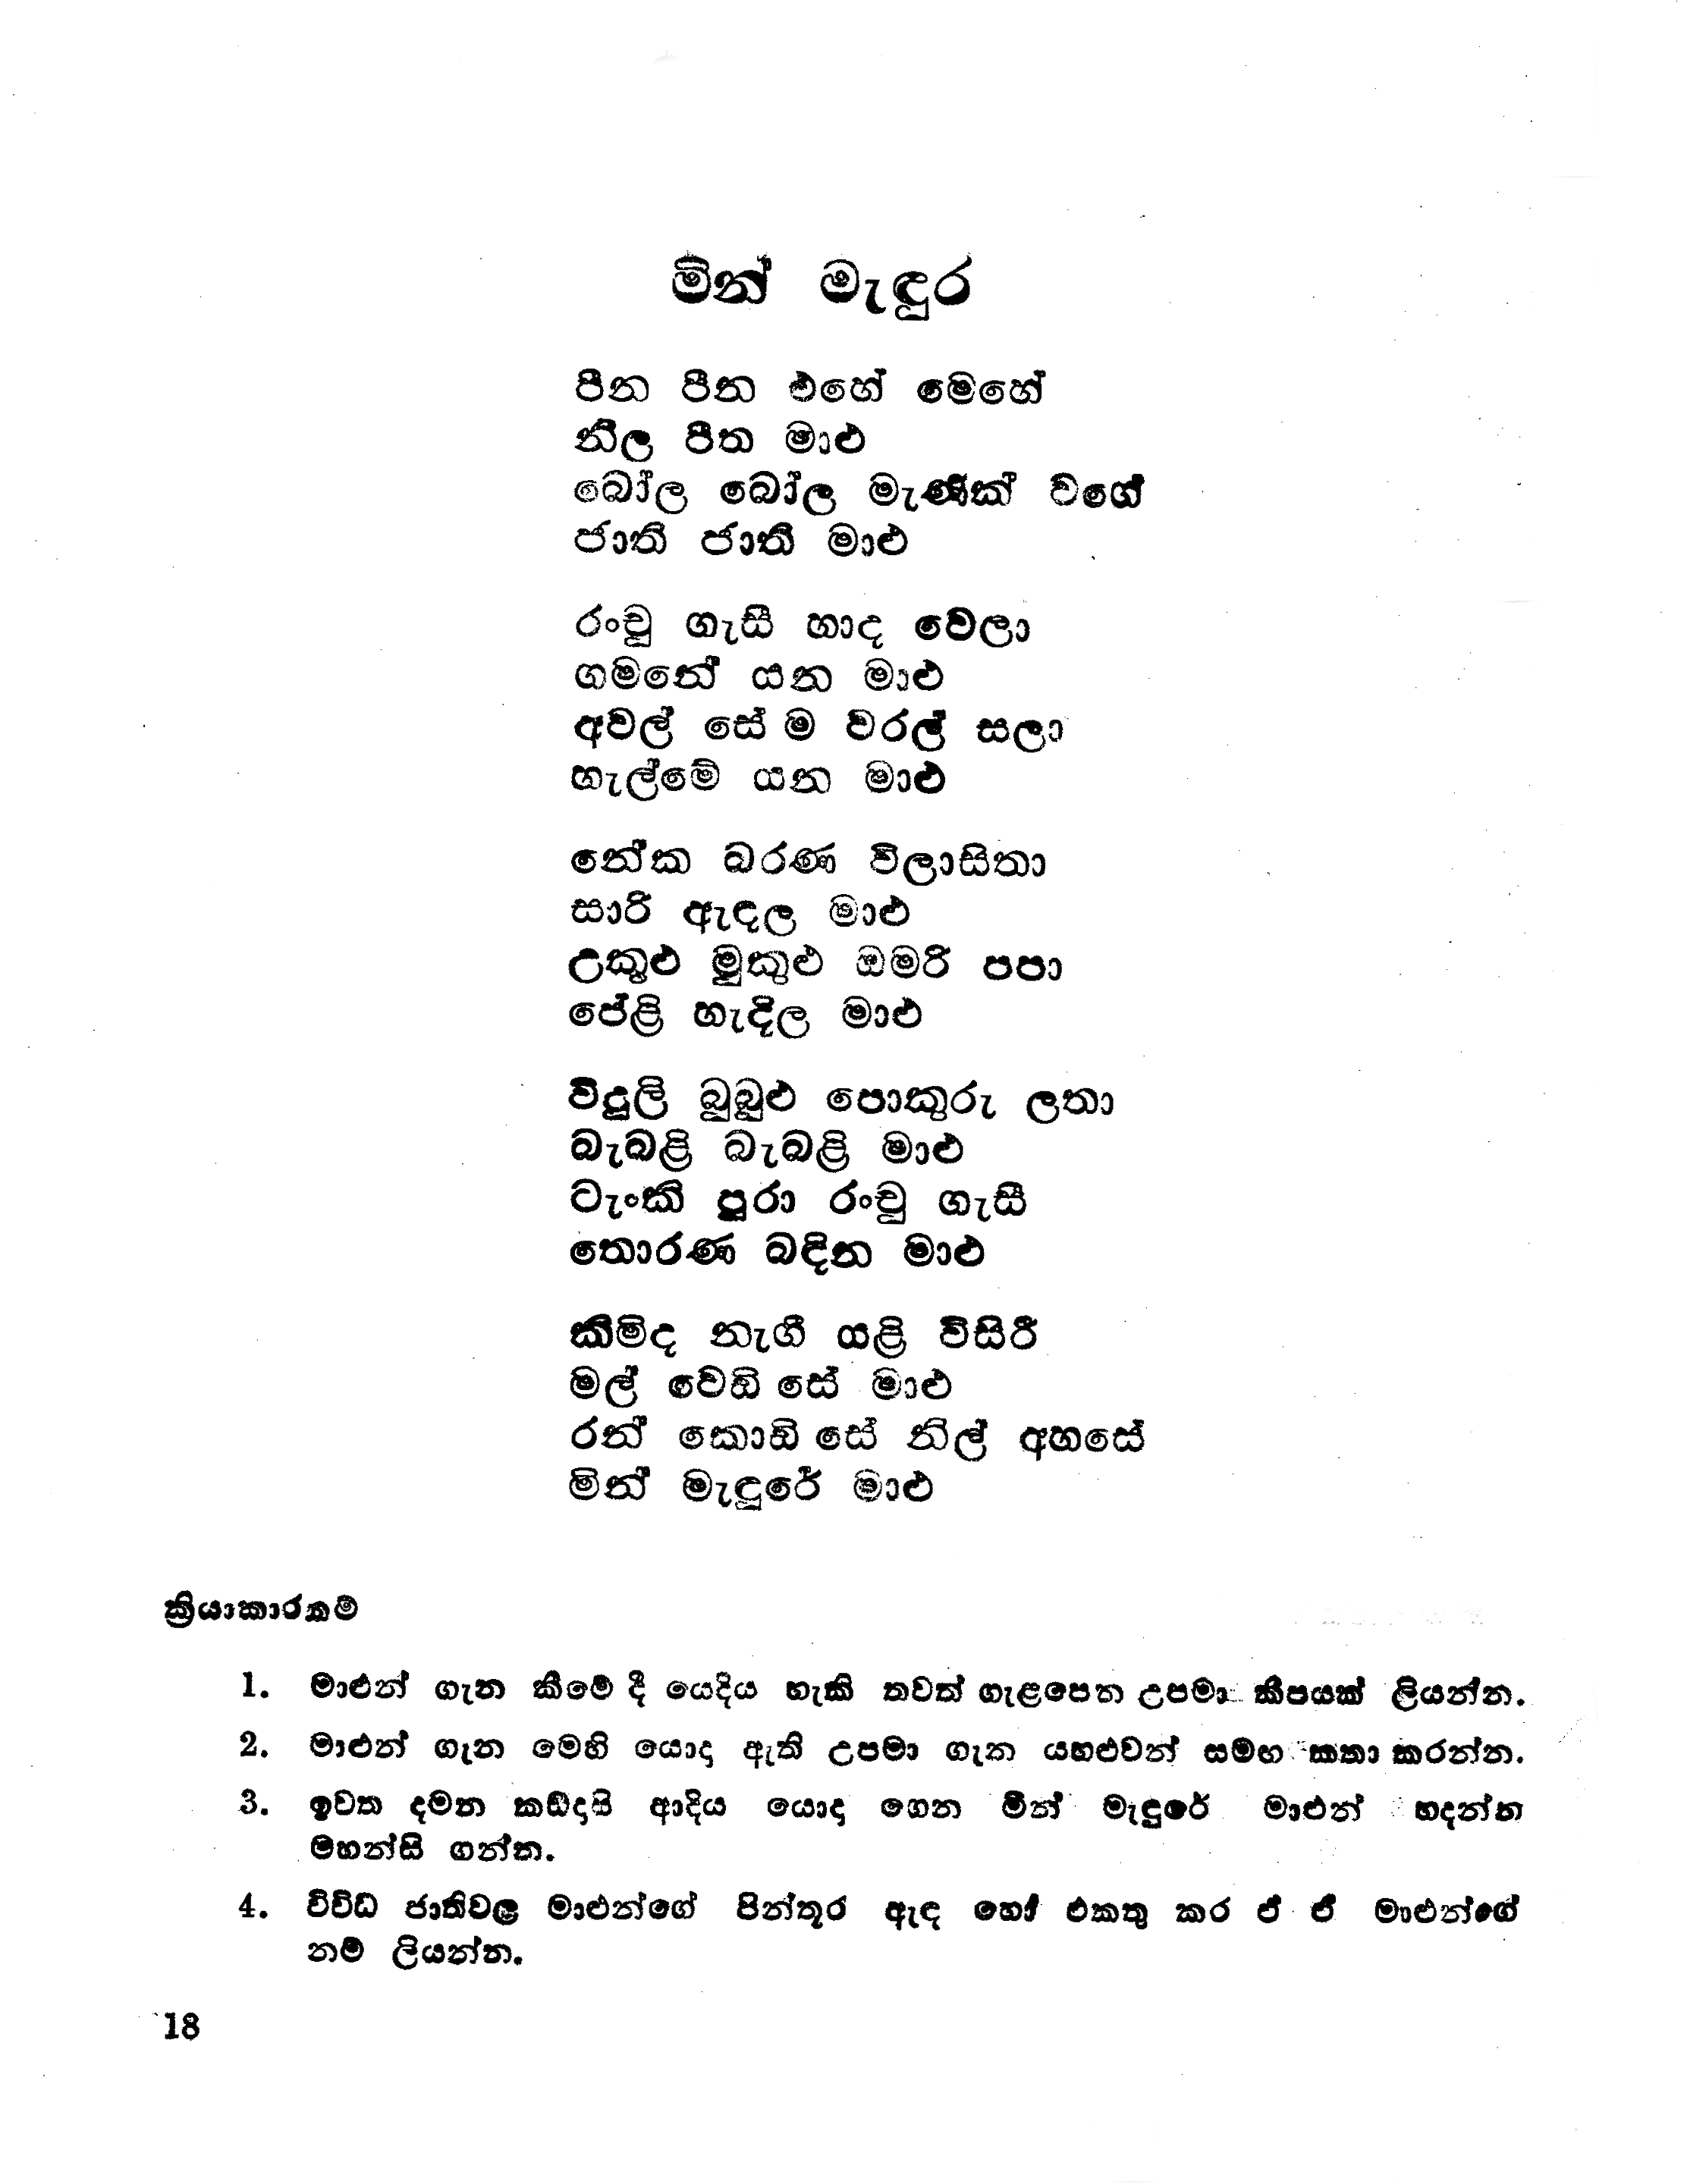 මින් මැඳුර
පීන පීන එහේ මෙහේ
නිල පීත මාළු
බෝල බෝල මැණික් වගේ
ජාති ජාති මාළු
රංචු ගැසී හාද වෙලා
ගමනේ යන මාළු
අවල් සේ ම වරල් සලා
හැල්මේ යන මාළු
නේක බරණ විලාසිතා
සාරි ඇඳල මාළු
උකුළු මුකුළු ඔමරි පපා
පේළි හැදිල මාළු
විදුලි බුබුළු පොකුරු ලතා
බැබළි බැබළි මාළු
ටැංකි පුරා රංචු ගැසී
තොරණ බඳින මාළු
කිමිද නැගී යළි විසිරී
මල් වෙඩි සේ මාළු
රන් කොඩි සේ නිල් අහසේ
මින් මැඳුරේ මාළු
ක්‍රියාකාරකම්
1. මාළුන් ගැන කීමේ දී යෙදිය හැකි තවත් ගැළපෙන උපමා කීපයක් ලියන්න.
2. මාළුන් ගැන මෙහි යොදා ඇති උපමා ගැන යහළුවන් සමඟ කතා කරන්න.
3. ඉවත දමන කඩදාසි ආදිය යොදා ගෙන මින් මැඳුරේ මාළුන් හදන්න
මහන්සි ගන්න.
4. විවිධ ජාතිවල මාළුන්ගේ පින්තූර ඇඳ හෝ එකතු කර ඒ ඒ මාළුන්ගේ
නම් ලියන්න.
18